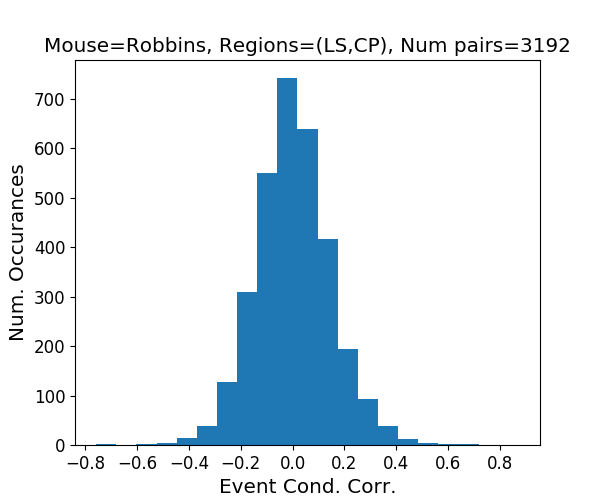 Mouse=Robbins, Regions=(LS,CP), Num pairs=3192
Num. Occurances
700
600
500
400
300
200
100
0
−0.8 −0.6 −0.4 −0.2 0.0 0.2 0.4 0.6 0.8
Event Cond. Corr.